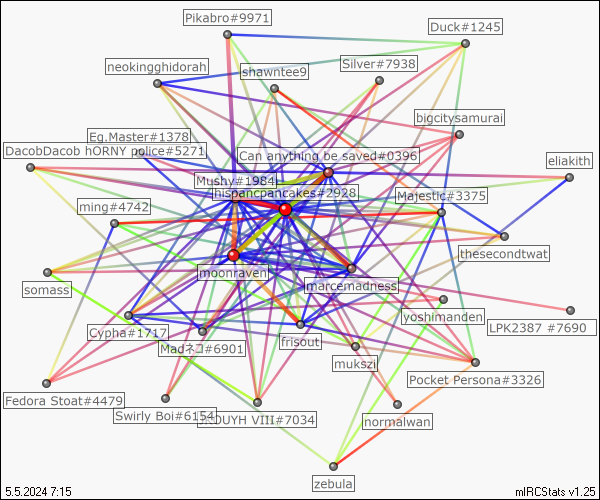 Pikabro#9971
Duck#1245
neokingghidorah
shawntee9
Silver#7938
bigcitysamurai
Eg.Master#1378
DacobDacob hORNY police#5271
Can anything be saved#0396
eliakith
Mushy#1984
hispancpancakes#2928
Majestic#3375
ming#4742
thesecondtwat
moonraven
somass
marcemadness
yoshimanden
LPK2387 #7690
Cypha#1717
Madネコ#6901
frisout
mukszi
Pocket Persona#3326
Fedora Stoat#4479
Swirly Boi#6154
OUYH VIII#7034
normalwan
zebula
5.5.2024 7:15
mIRCStats v1.25